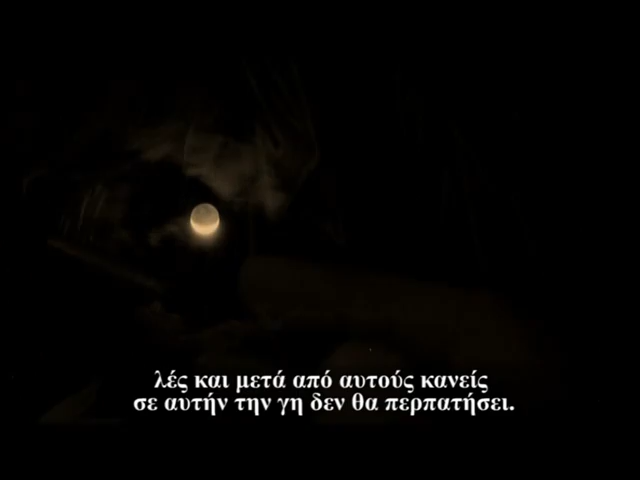 λές και μετά από αυτούς κανείς
σε αυτήν την γη δεν θα περπατήσει.